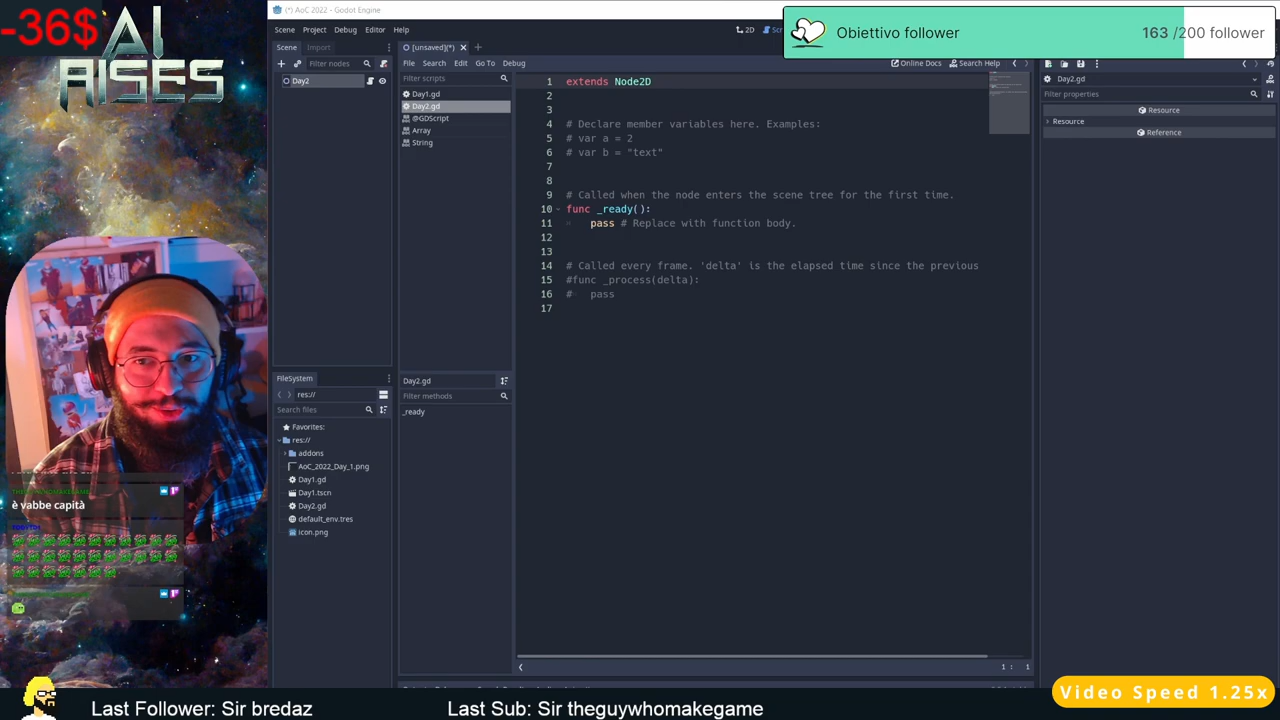 -36$
AI
RISES
(*) AoC 2022 - Godot Engine
Scene
Project
Debug
Editor
Help
2D
Obiettivo follower
163 /200 follower
Scene
Import
[unsaved](*)
File
Search
Edit
Go To
Debug
Online Docs
Search Help
Filter nodes
Day2
Filter scripts
Day1.gd
Day2.gd
@GDScript
Array
String
1 extends Node2D
2
3
4 # Declare member variables here. Examples:
5 # var a = 2
6 # var b = "text"
7
8
9 # Called when the node enters the scene tree for the first time.
10 func _ready():
11 pass # Replace with function body.
12
13
14 # Called every frame. 'delta' is the elapsed time since the previous
15 #func _process(delta):
16 # pass
17
Day2.gd
Filter properties
Resource
Resource
Reference
FileSystem
res://
Search files
Favorites:
res://
addons
AoC_2022_Day_1.png
Day1.gd
Day1.tscn
Day2.gd
default_env.tres
icon.png
Day2.gd
Filter methods
_ready
è vabbe capità
1 : 1
Video Speed 1.25x
Last Follower: Sir bredaz
Last Sub: Sir theguywhomakegame